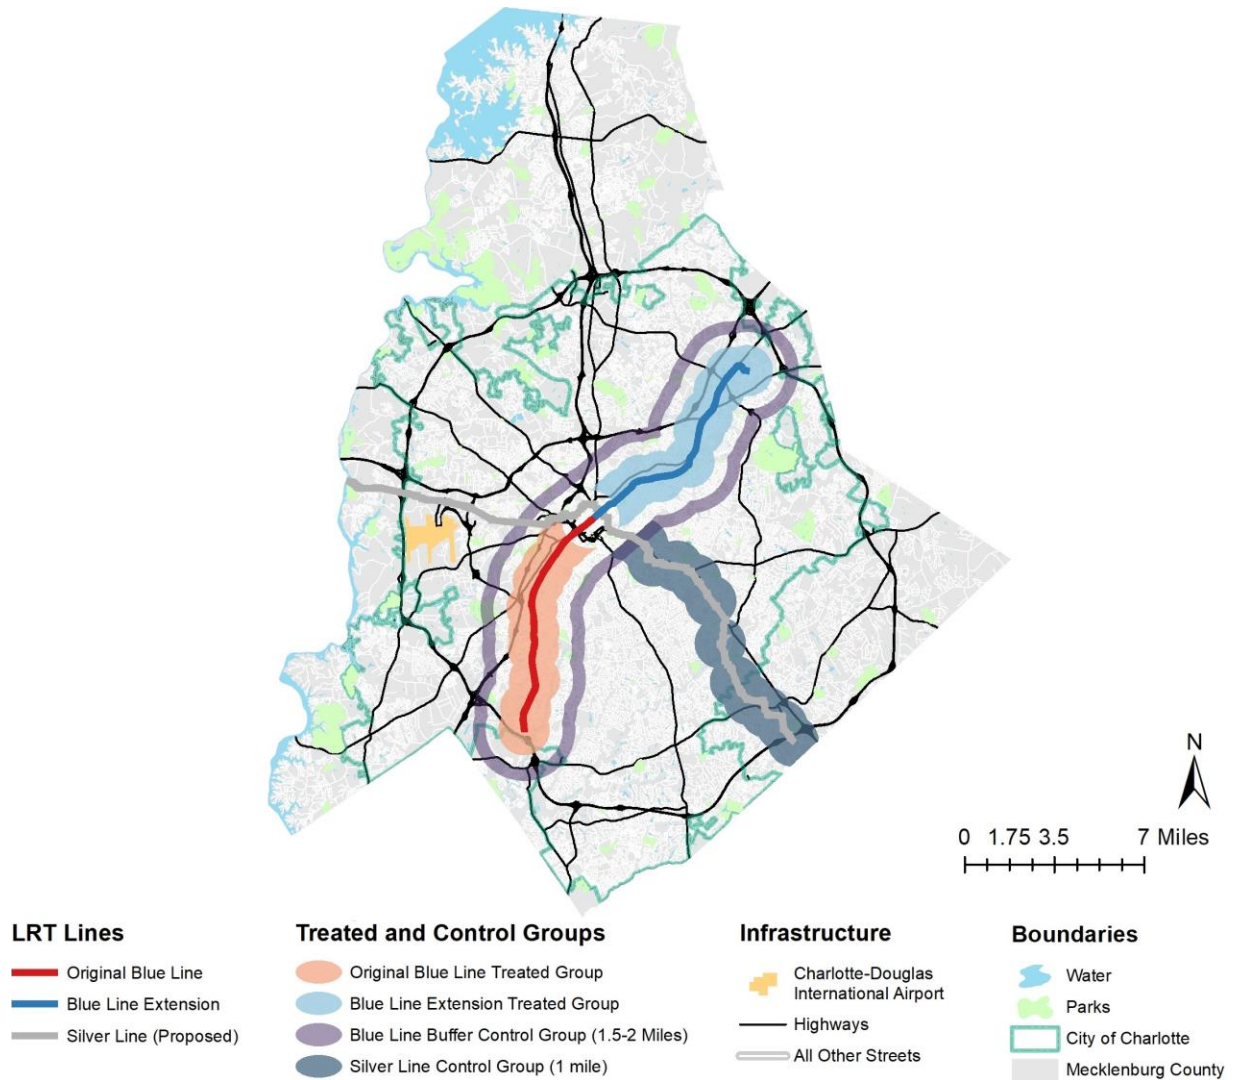 N
0 1.75 3.5 7 Miles
LRT Lines
Original Blue Line
Blue Line Extension
Silver Line (Proposed)
Treated and Control Groups
Original Blue Line Treated Group
Blue Line Extension Treated Group
Blue Line Buffer Control Group (1.5-2 Miles)
Silver Line Control Group (1 mile)
Infrastructure
Charlotte-Douglas
International Airport
Highways
All Other Streets
Boundaries
Water
Parks
City of Charlotte
Mecklenburg County